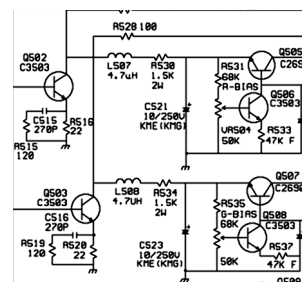 R528 100
Q502
C3503
L507
4.7uH
R530
1.5K
2W
R531
68K
R-BIAS
Q505
C269
C515
270P
R516
22
R515
120
C521
10/250V
KME(KMG)
VR504
50K
Q506
C3503
R533
47K F
Q503
C3503
L508
4.7UH
R534
1.5K
2W
R535
G-BIAS
68K
Q507
C2690
C516
270P
R519
120
R520
22
C523
10/250V
KME(KMG)
50K
Q508
C3503
R537
47K F